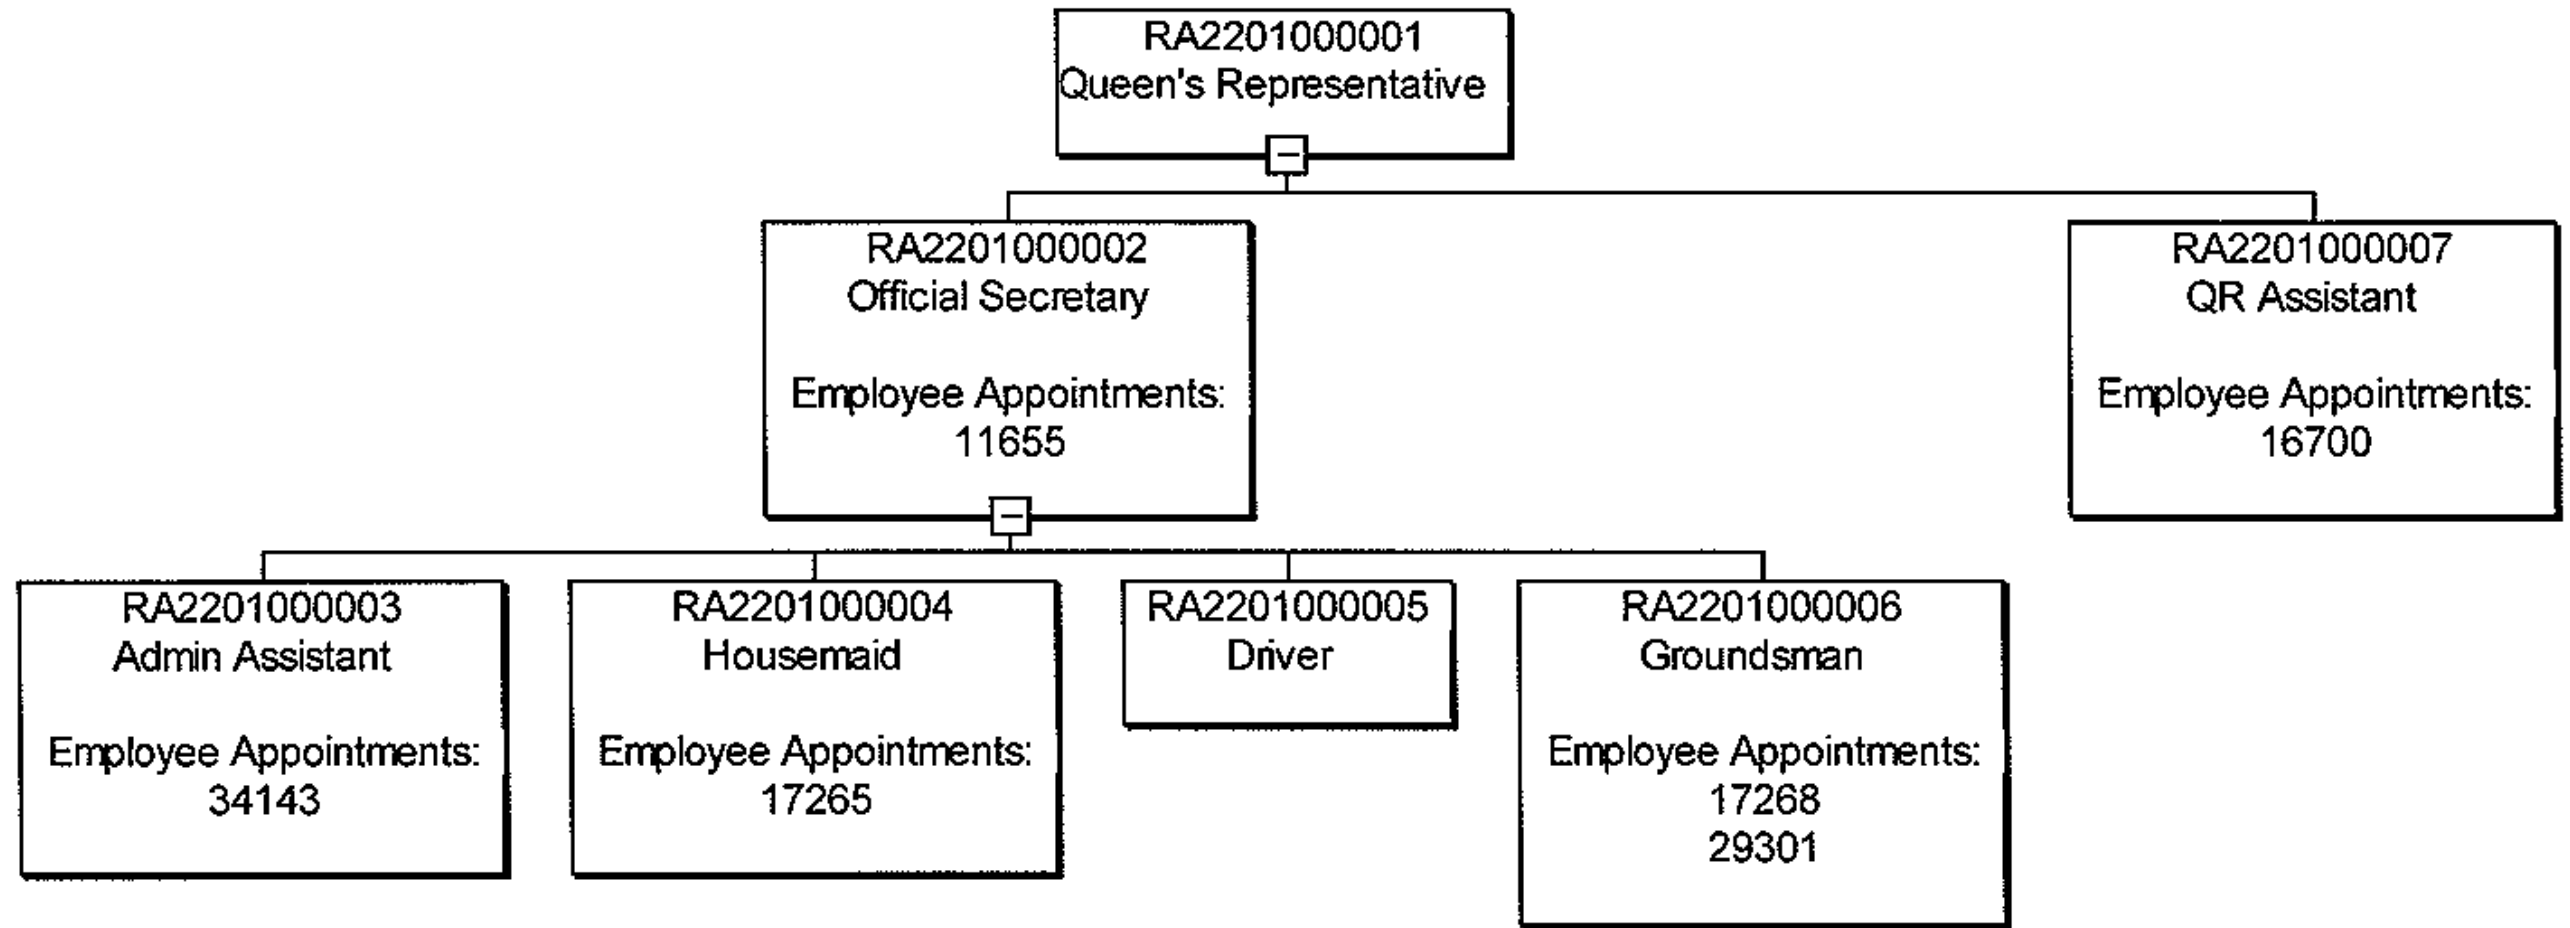 RA2201000001
Queen's Representative
RA2201000002
Official Secretary
Employee Appointments:
11655
RA2201000007
QR Assistant
Employee Appointments:
16700
RA2201000003
Admin Assistant
Employee Appointments:
34143
RA2201000004
Housemaid
Employee Appointments:
17265
RA2201000005
Driver
RA2201000006
Groundsman
Employee Appointments:
17268
29301